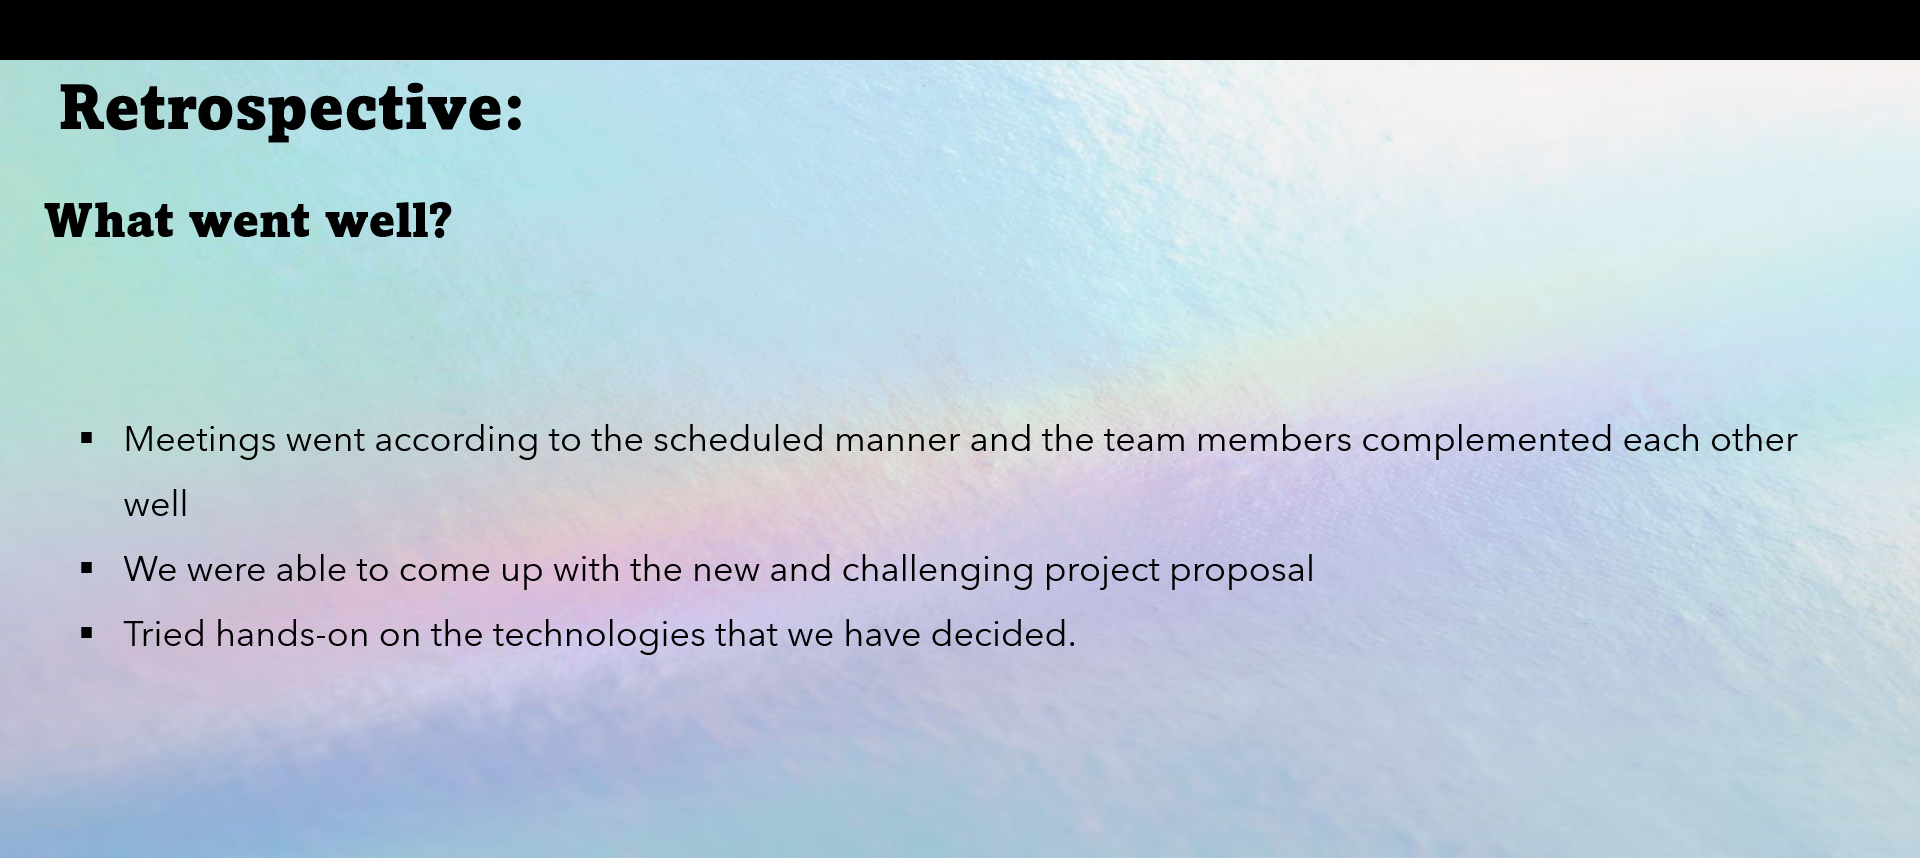 Retrospective:
What went well?
▪ Meetings went according to the scheduled manner and the team members complemented each other
well
▪ We were able to come up with the new and challenging project proposal
▪ Tried hands-on on the technologies that we have decided.